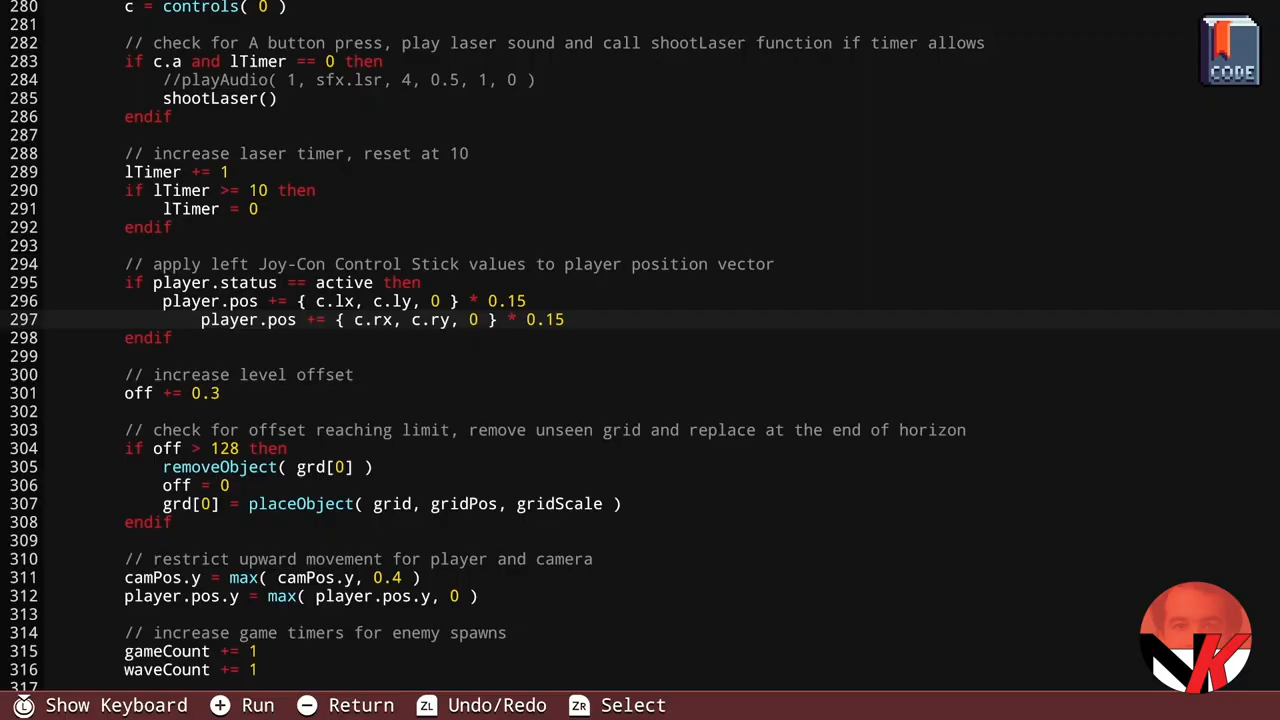 280 c = controls( 0 )
281
282 // check for A button press, play laser sound and call shootLaser function if timer allows
283 if c.a and lTimer == 0 then
284 //playAudio( 1, sfx.lsr, 4, 0.5, 1, 0 )
285 shootLaser()
286 endif
287
288 // increase laser timer, reset at 10
289 lTimer += 1
290 if lTimer >= 10 then
291 lTimer = 0
292 endif
293
294 // apply left Joy-Con Control Stick values to player position vector
295 if player.status == active then
296 player.pos += { c.lx, c.ly, 0 } * 0.15
297 player.pos += { c.rx, c.ry, 0 } * 0.15
298 endif
299
300 // increase level offset
301 off += 0.3
302
303 // check for offset reaching limit, remove unseen grid and replace at the end of horizon
304 if off > 128 then
305 removeObject( grd[0] )
306 off = 0
307 grd[0] = placeObject( grid, gridPos, gridScale )
308 endif
309
310 // restrict upward movement for player and camera
311 camPos.y = max( camPos.y, 0.4 )
312 player.pos.y = max( player.pos.y, 0 )
313
314 // increase game timers for enemy spawns
315 gameCount += 1
316 waveCount += 1
317
CODE
NK
Show Keyboard + Run - Return ZL Undo/Redo ZR Select